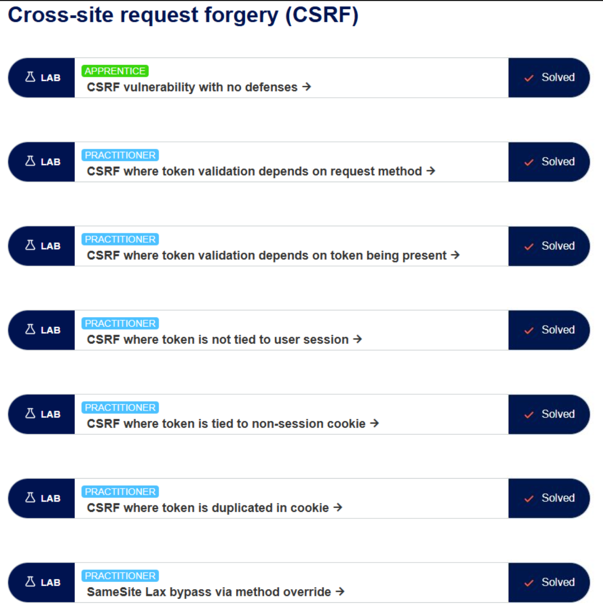 Cross-site request forgery (CSRF)
LAB
APPRENTICE
CSRF vulnerability with no defenses →
Solved
LAB
PRACTITIONER
CSRF where token validation depends on request method →
Solved
LAB
PRACTITIONER
CSRF where token validation depends on token being present →
Solved
LAB
PRACTITIONER
CSRF where token is not tied to user session →
Solved
LAB
PRACTITIONER
CSRF where token is tied to non-session cookie →
Solved
LAB
PRACTITIONER
CSRF where token is duplicated in cookie →
Solved
LAB
PRACTITIONER
SameSite Lax bypass via method override →
Solved